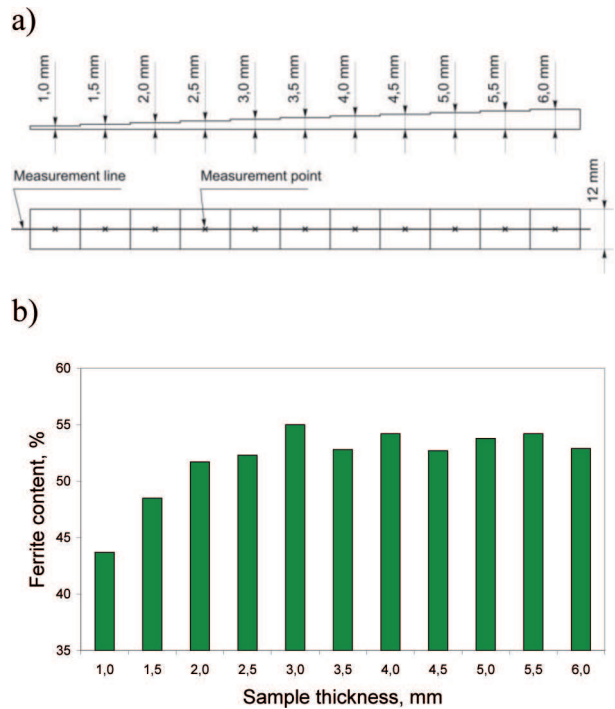 a)
1,0 mm
1,5 mm
2,0 mm
2,5 mm
3,0 mm
3,5 mm
4,0 mm
4,5 mm
5,0 mm
5,5 mm
6,0 mm
Measurement line
Measurement point
12 mm
b)
60
55
50
45
40
35
Ferrite content, %
1,0 1,5 2,0 2,5 3,0 3,5 4,0 4,5 5,0 5,5 6,0
Sample thickness, mm